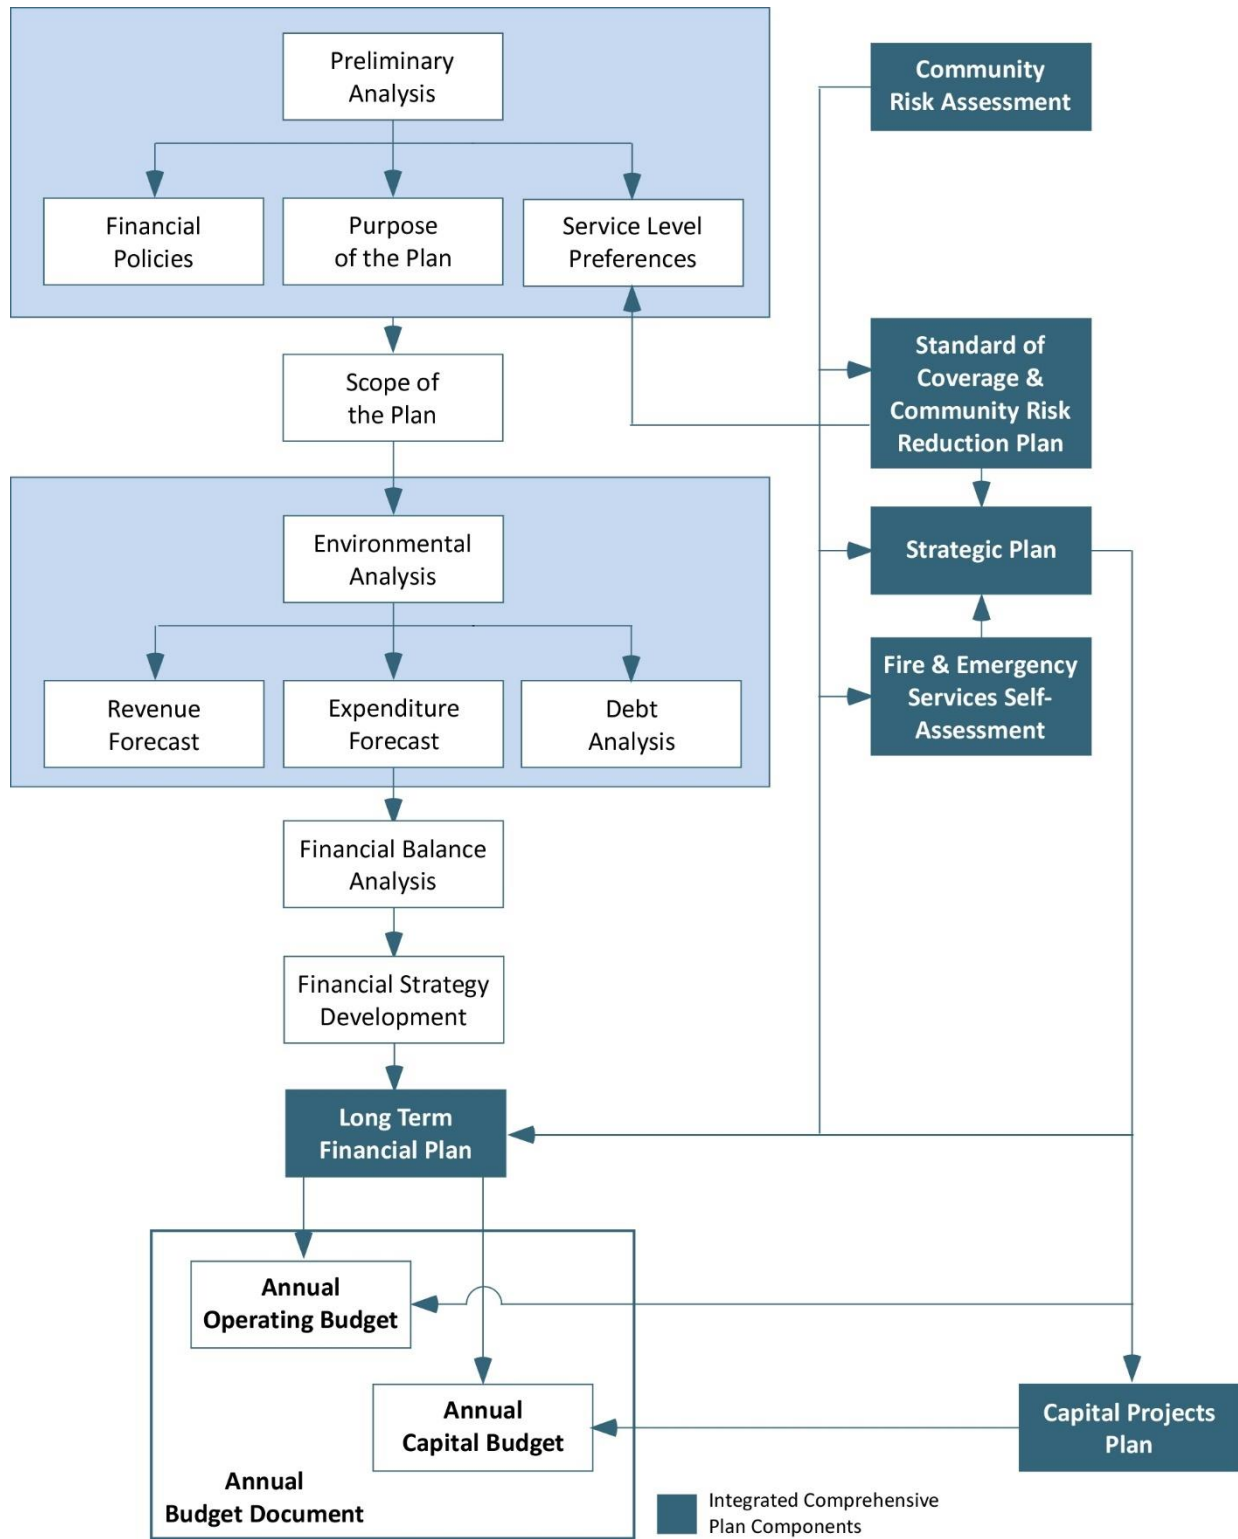 Preliminary
Analysis
Community
Risk Assessment
Financial
Policies
Purpose
of the Plan
Service Level
Preferences
Scope of
the Plan
Standard of
Coverage &
Community Risk
Reduction Plan
Environmental
Analysis
Strategic Plan
Revenue
Forecast
Expenditure
Forecast
Debt
Analysis
Fire & Emergency
Services Self-
Assessment
Financial Balance
Analysis
Financial Strategy
Development
Long Term
Financial Plan
Annual
Operating Budget
Annual
Capital Budget
Capital Projects
Plan
Annual
Budget Document
Integrated Comprehensive
Plan Components